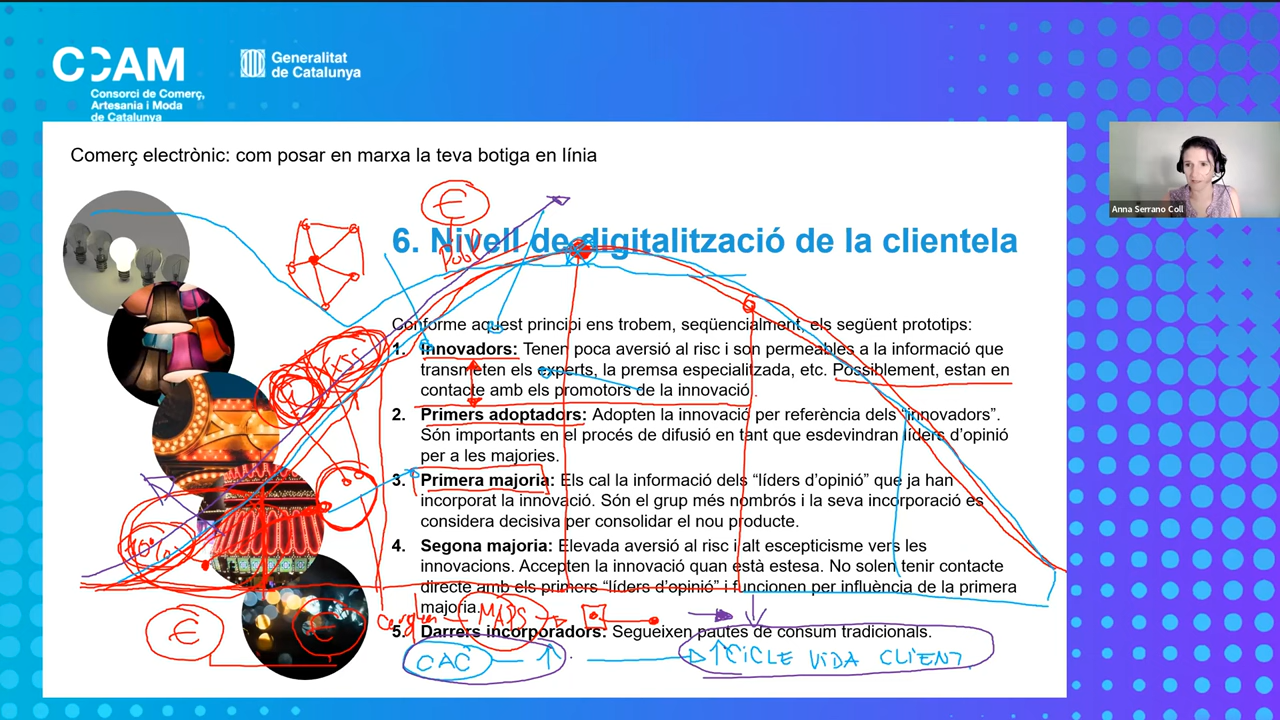 CCAM
Consorci de Comerç,
Artesania i Moda
de Catalunya
Generalitat
de Catalunya
Comerç electrònic: com posar en marxa la teva botiga en línia
Anna Serrano Coll
€
6. Nivell de digitalització de la clientela
Conforme aquest principi ens trobem, seqüencialment, els següent prototips:
1. Innovadors: Tenen poca aversió al risc i són permeables a la informació que
transmeten els experts, la premsa especialitzada, etc. Possiblement, estan en
contacte amb els promotors de la innovació.
2. Primers adoptadors: Adopten la innovació per referència dels “innovadors”.
Són importants en el procés de difusió en tant que esdevindran líders d’opinió
per a les majories.
3. Primera majoria: Els cal la informació dels “líders d’opinió” que ja han
incorporat la innovació. Són el grup més nombrós i la seva incorporació es
considera decisiva per consolidar el nou producte.
4. Segona majoria: Elevada aversió al risc i alt escepticisme vers les
innovacions. Accepten la innovació quan està estesa. No solen tenir contacte
directe amb els primers “líders d’opinió” i funcionen per influència de la primera
majoria.
5. Darrers incorporadors: Segueixen pautes de consum tradicionals.
10%
€
€
MAPS
CAC
CICLE VIDA CLIENT